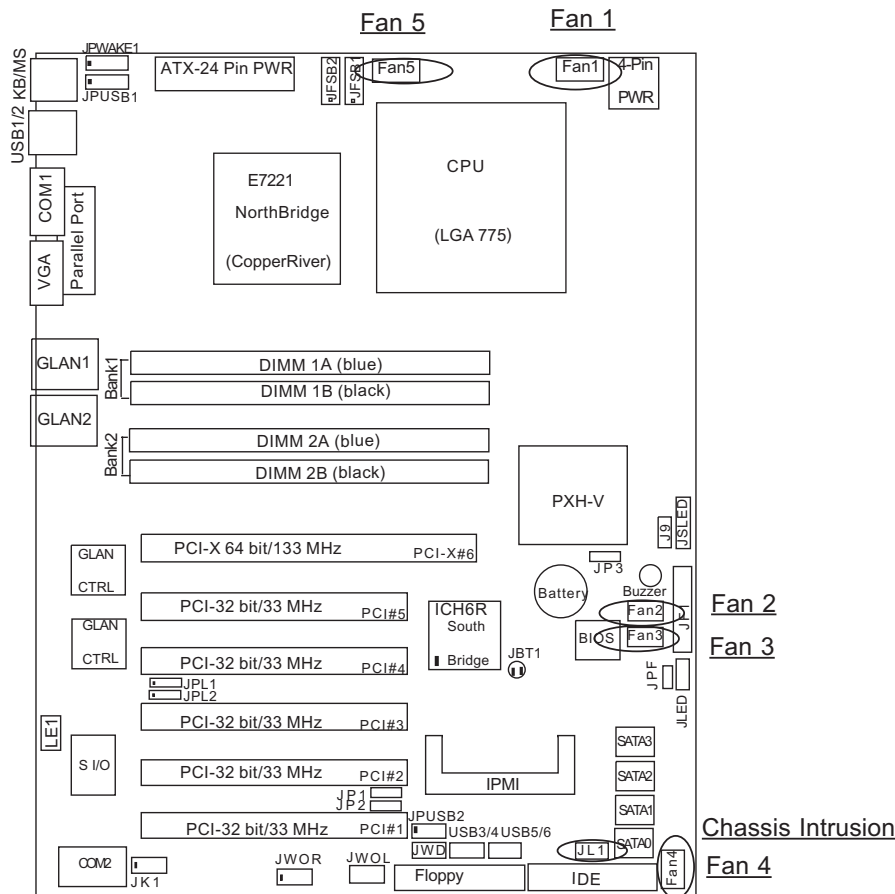 Fan 5
Fan 1
JPWAKE1
JPUSB1
KB/MS
USB1/2
ATX-24 Pin PWR
JFSB2
JFSB1
Fan5
Fan1
4-Pin
PWR
COM1
VGA
Parallel Port
E7221
NorthBridge
(CopperRiver)
CPU
(LGA 775)
GLAN1
GLAN2
Bank1
DIMM 1A (blue)
DIMM 1B (black)
Bank2
DIMM 2A (blue)
DIMM 2B (black)
PXH-V
J9
JSLED
JP3
GLAN
CTRL
PCI-X 64 bit/133 MHz PCI-X#6
PCI-32 bit/33 MHz PCI#5
GLAN
CTRL
PCI-32 bit/33 MHz PCI#4
ICH6R
South
Bridge
JBT1
Battery
Buzzer
Fan2
Fan3
BIOS
JF1
Fan 2
Fan 3
JPF
JLED
JPL1
JPL2
PCI-32 bit/33 MHz PCI#3
LE1
S I/O
PCI-32 bit/33 MHz PCI#2
JP1
JP2
PCI-32 bit/33 MHz PCI#1
IPMI
SATA3
SATA2
SATA1
SATA0
JPUSB2
USB3/4 USB5/6
JWD
JL1
Chassis Intrusion
Fan 4
Fan4
COM2
JK1
JWOR
JWOL
Floppy
IDE